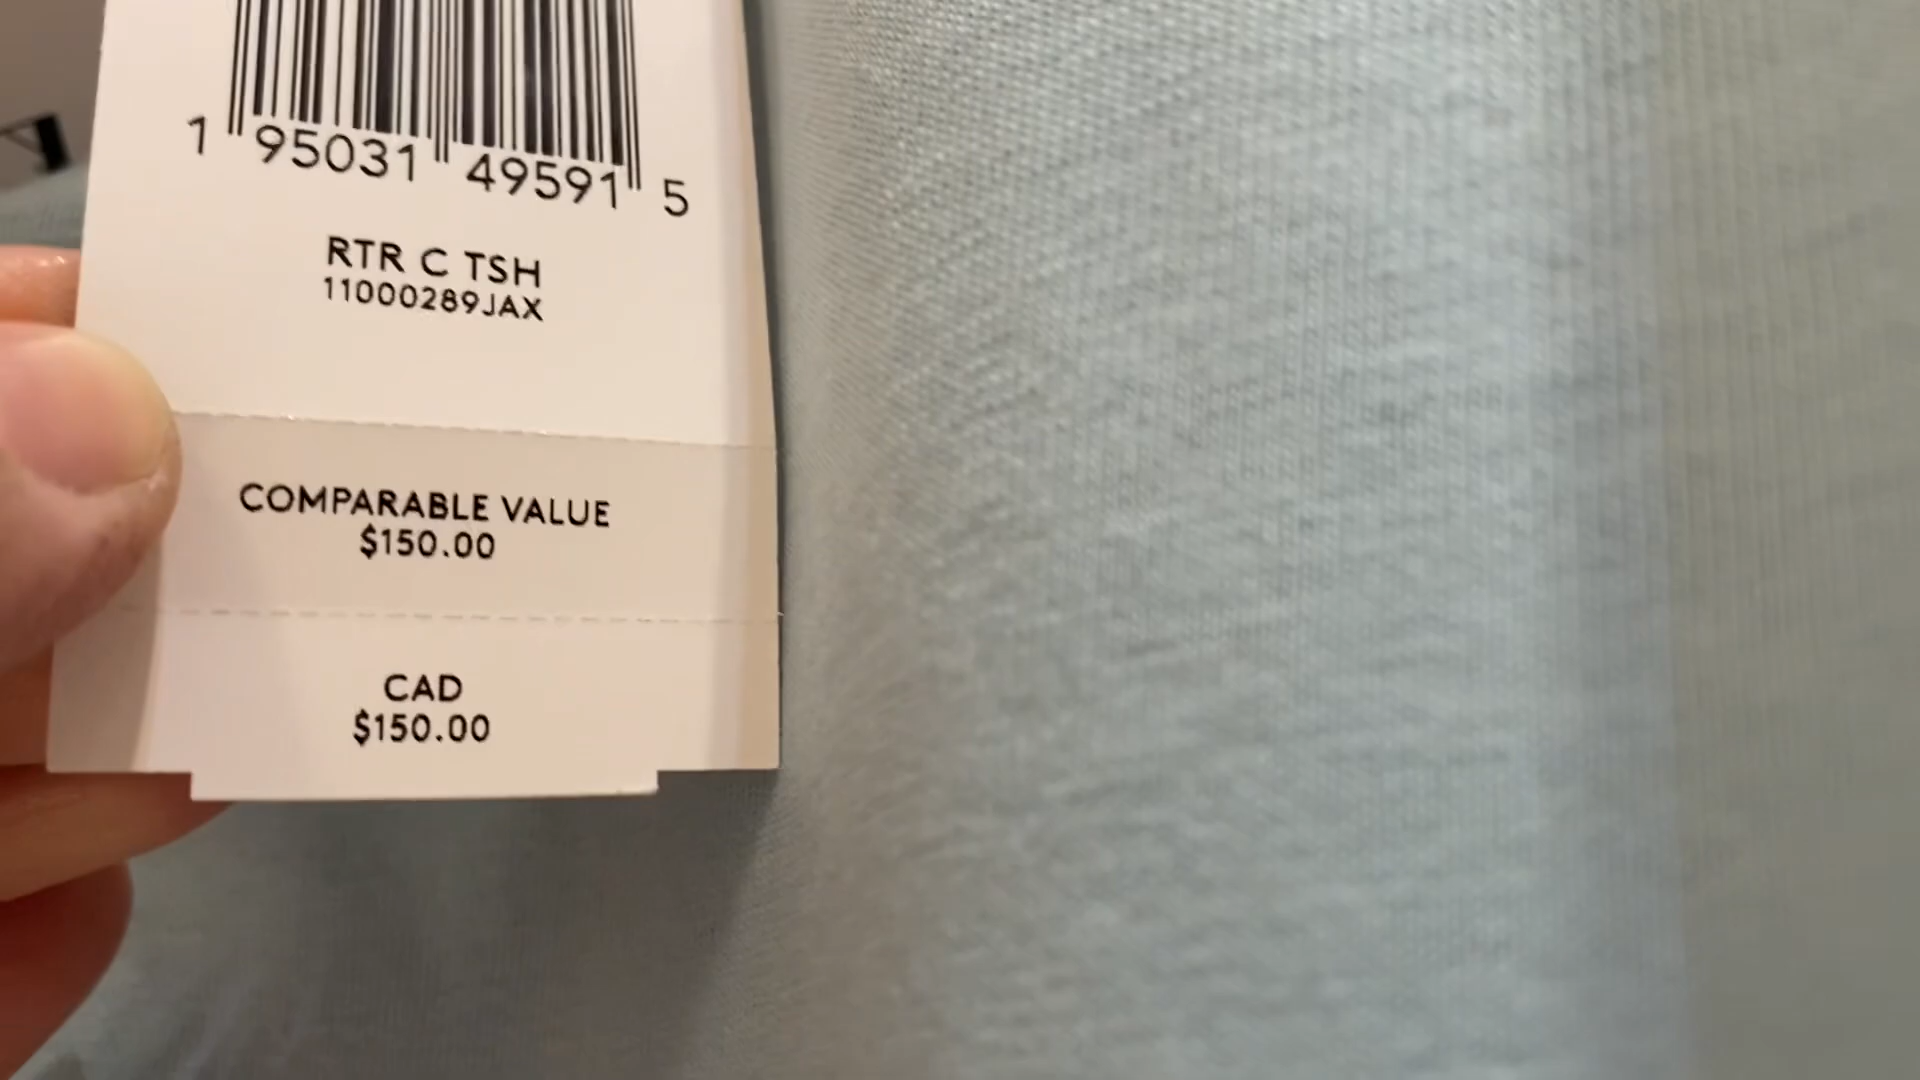 1 95031 49591 5
RTR C TSH
11000289JAX
COMPARABLE VALUE
$150.00
CAD
$150.00